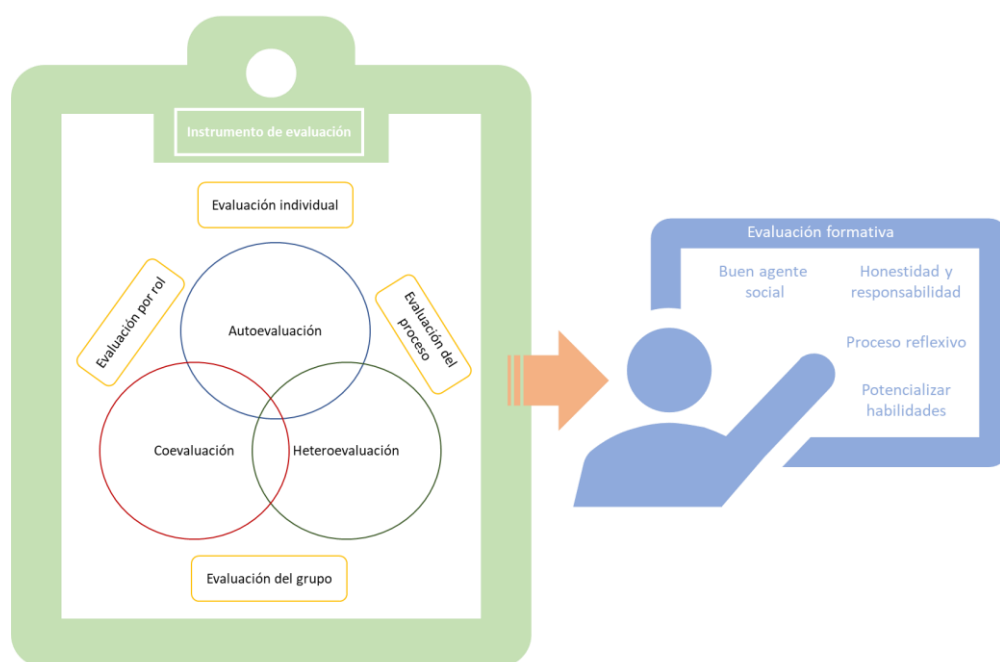 Instrumento de evaluación
Evaluación individual
Evaluación por rol
Evaluación del
proceso
Autoevaluación
Coevaluación
Heteroevaluación
Evaluación del grupo
Evaluación formativa
Buen agente
social
Honestidad y
responsabilidad
Proceso reflexivo
Potencializar
habilidades